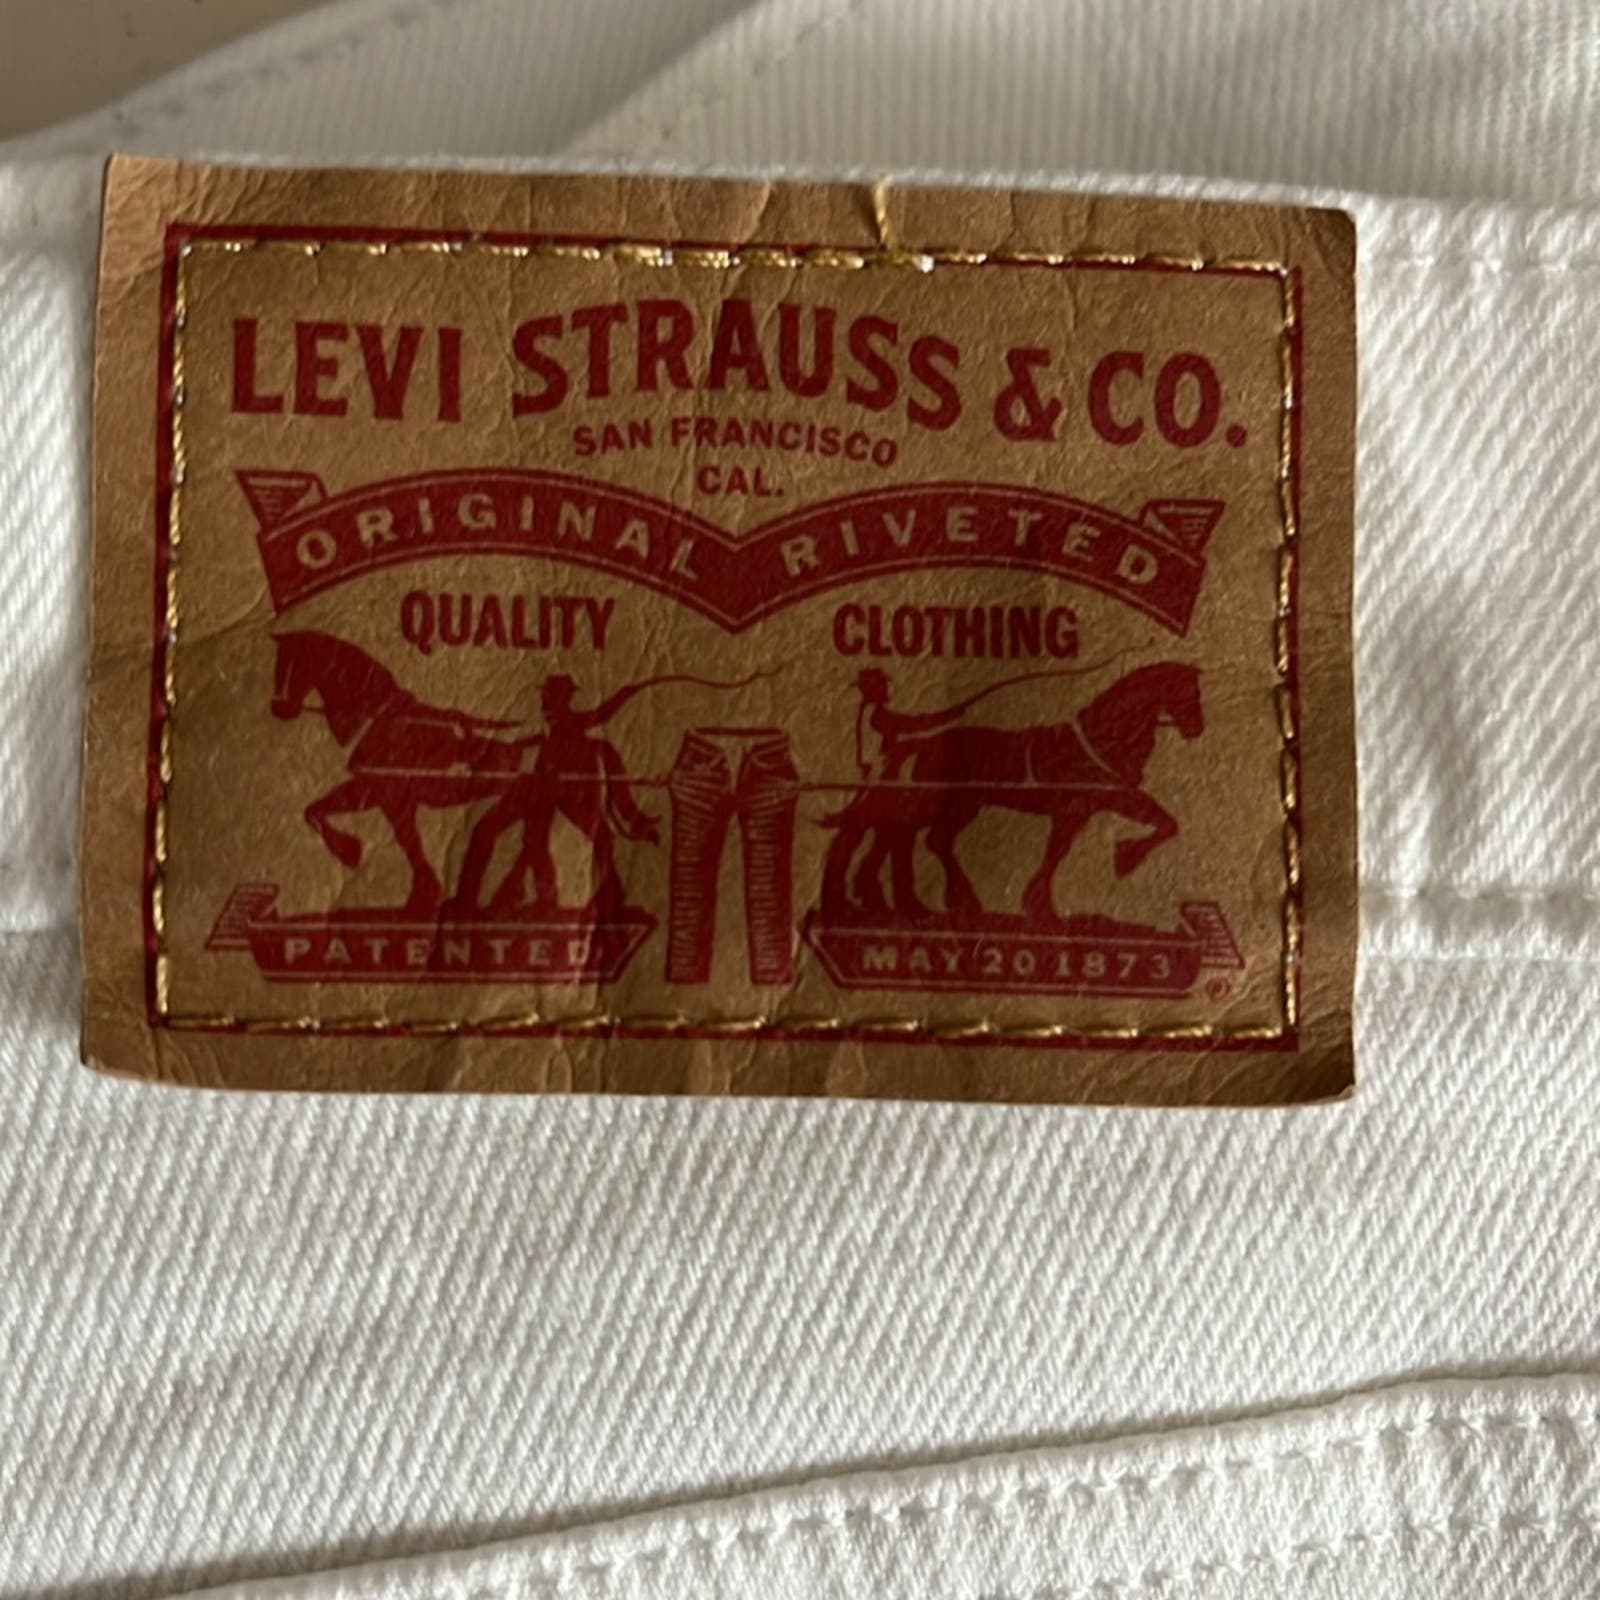 LEVI STRAUSS & CO.
SAN FRANCISCO
CAL.
ORIGINAL RIVETED
QUALITY CLOTHING
PATENTED MAY 20 1873 ®